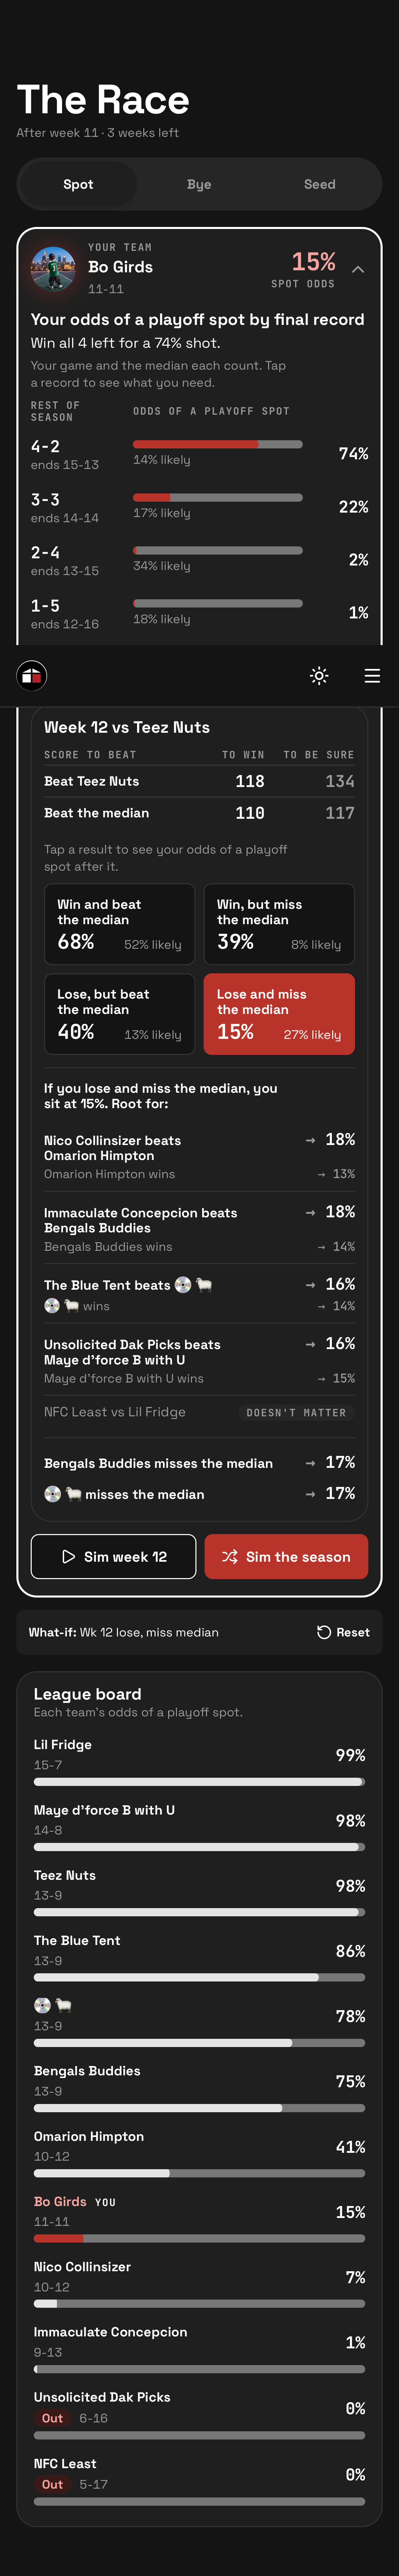 The Race
After week 11 · 3 weeks left
Spot
Bye
Seed
YOUR TEAM
Bo Girds
11-11
15%
SPOT ODDS
Your odds of a playoff spot by final record
Win all 4 left for a 74% shot.
Your game and the median each count. Tap
a record to see what you need.
REST OF
SEASON
ODDS OF A PLAYOFF SPOT
4-2
ends 15-13
14% likely
74%
3-3
ends 14-14
17% likely
22%
2-4
ends 13-15
34% likely
2%
1-5
ends 12-16
18% likely
1%
Week 12 vs Teez Nuts
SCORE TO BEAT
TO WIN
TO BE SURE
Beat Teez Nuts
118
134
Beat the median
110
117
Tap a result to see your odds of a playoff
spot after it.
Win and beat
the median
68%
52% likely
Win, but miss
the median
39%
8% likely
Lose, but beat
the median
40%
13% likely
Lose and miss
the median
15%
27% likely
If you lose and miss the median, you
sit at 15%. Root for:
Nico Collinsizer beats
Omarion Himpton
→ 18%
Omarion Himpton wins
→ 13%
Immaculate Concepcion beats
Bengals Buddies
→ 18%
Bengals Buddies wins
→ 14%
The Blue Tent beats 💿 🐑
→ 16%
💿 🐑 wins
→ 14%
Unsolicited Dak Picks beats
Maye d'force B with U
→ 16%
Maye d'force B with U wins
→ 15%
NFC Least vs Lil Fridge
DOESN'T MATTER
Bengals Buddies misses the median
→ 17%
💿 🐑 misses the median
→ 17%
Sim week 12
Sim the season
What-if: Wk 12 lose, miss median
Reset
League board
Each team's odds of a playoff spot.
Lil Fridge
15-7
99%
Maye d'force B with U
14-8
98%
Teez Nuts
13-9
98%
The Blue Tent
13-9
86%
💿 🐑
13-9
78%
Bengals Buddies
13-9
75%
Omarion Himpton
10-12
41%
Bo Girds YOU
11-11
15%
Nico Collinsizer
10-12
7%
Immaculate Concepcion
9-13
1%
Unsolicited Dak Picks
Out 6-16
0%
NFC Least
Out 5-17
0%